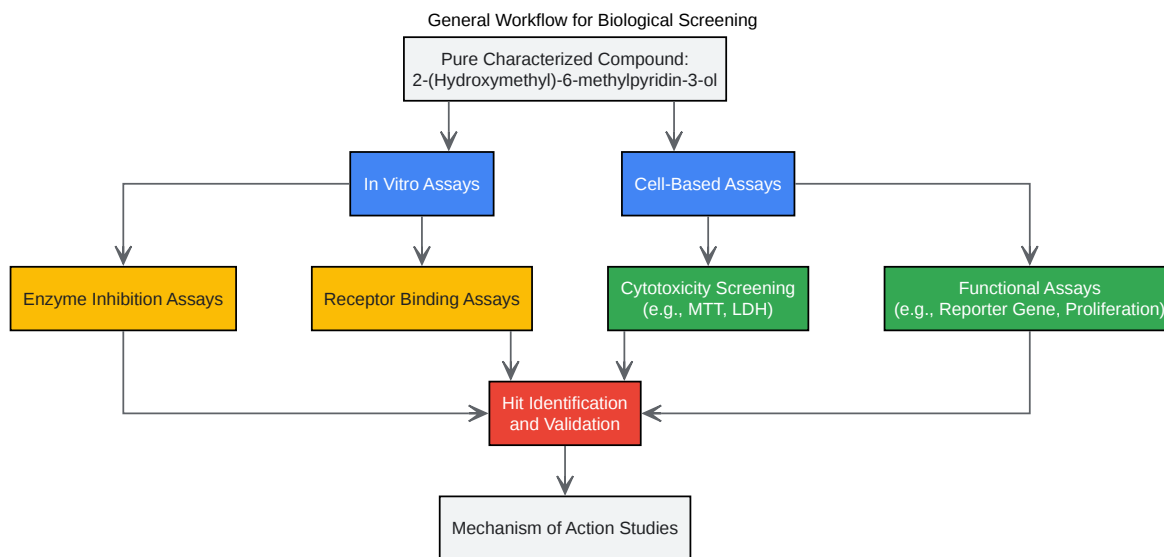 General Workflow for Biological Screening
Pure Characterized Compound:
2-(Hydroxymethyl)-6-methylpyridin-3-ol
In Vitro Assays
Cell-Based Assays
Enzyme Inhibition Assays
Receptor Binding Assays
Cytotoxicity Screening
(e.g., MTT, LDH)
Functional Assays
(e.g., Reporter Gene, Proliferation)
Hit Identification
and Validation
Mechanism of Action Studies